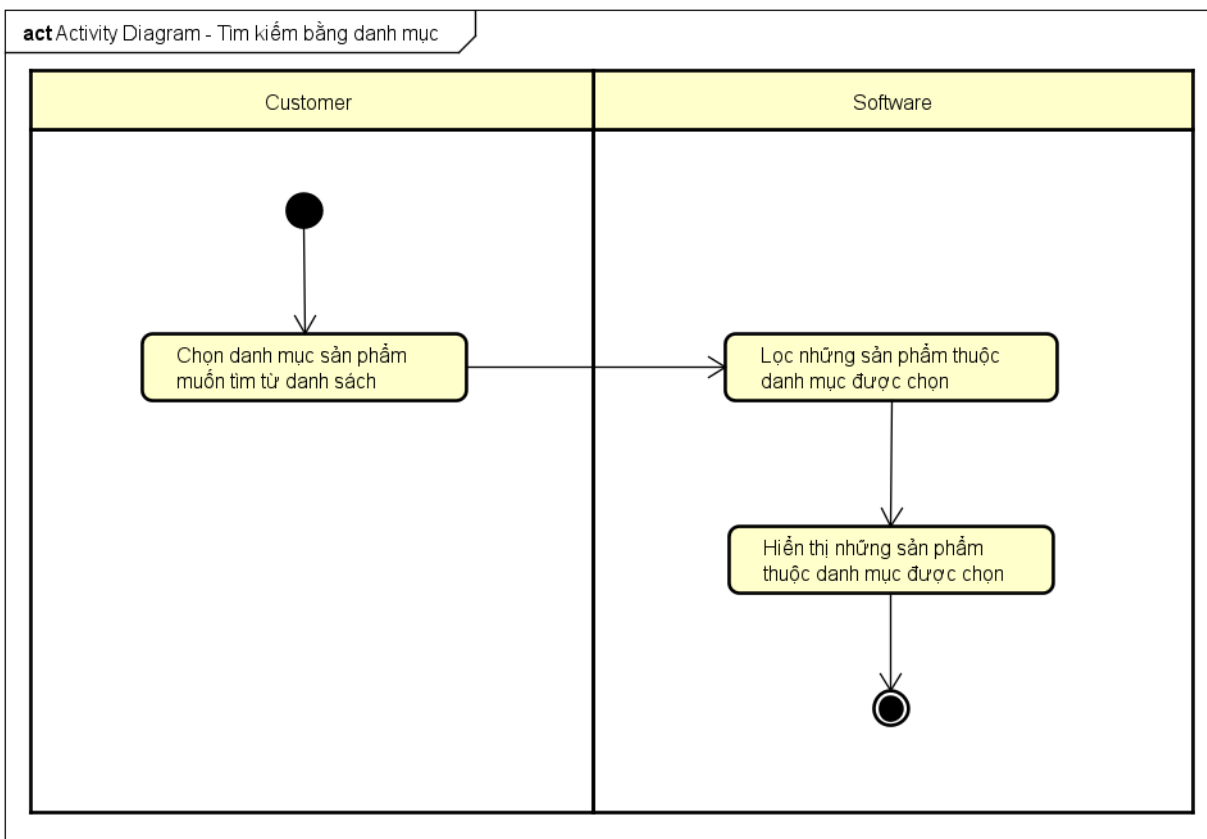 act Activity Diagram - Tìm kiếm bằng danh mục
Customer
Software
Chọn danh mục sản phẩm
muốn tìm từ danh sách
Lọc những sản phẩm thuộc
danh mục được chọn
Hiển thị những sản phẩm
thuộc danh mục được chọn